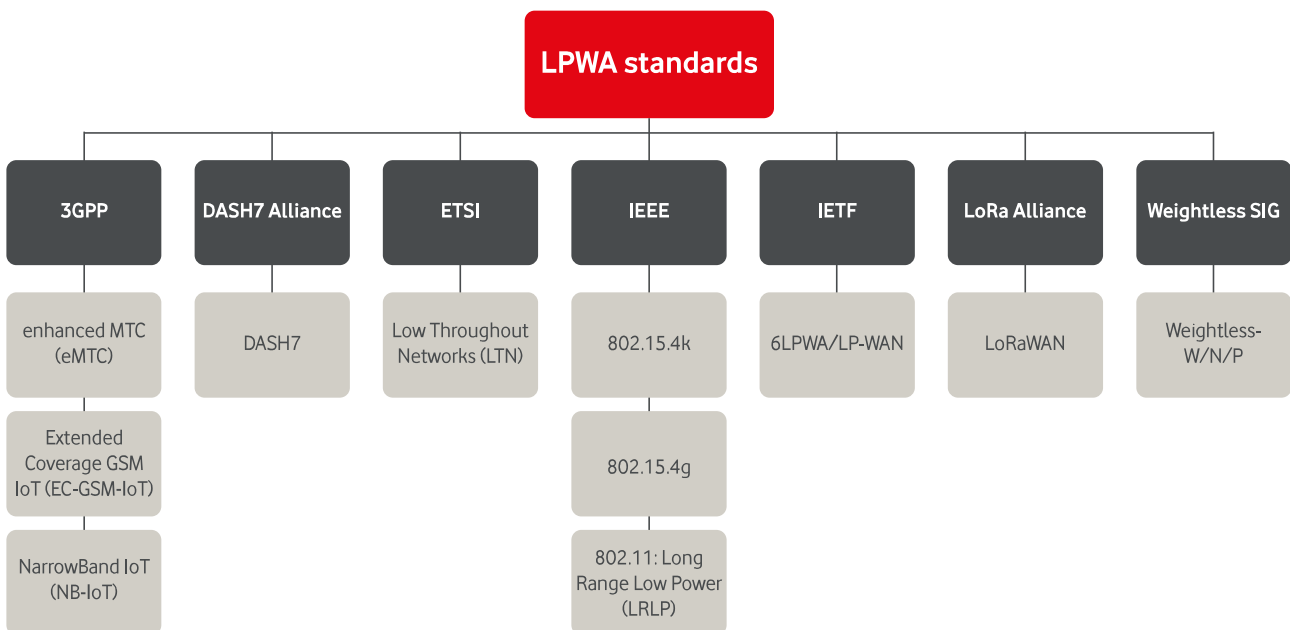 LPWA standards
3GPP
DASH7 Alliance
ETSI
IEEE
IETF
LoRa Alliance
Weightless SIG
enhanced MTC
(eMTC)
DASH7
Low Throughout
Networks (LTN)
802.15.4k
6LPWA/LP-WAN
LoRaWAN
Weightless-
W/N/P
Extended
Coverage GSM
IoT (EC-GSM-IoT)
802.15.4g
NarrowBand IoT
(NB-IoT)
802.11: Long
Range Low Power
(LRLP)